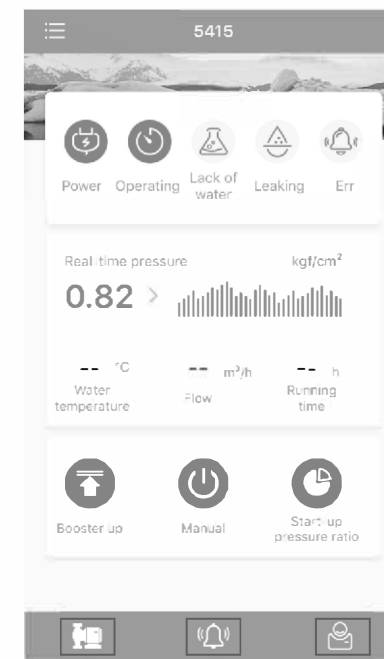 5415
Power
Operating
Lack of
water
Leaking
Err
Real time pressure
kgf/cm²
0.82 >
-- °C
Water
temperature
-- m³/h
Flow
-- h
Running
time
Booster up
Manual
Start up
pressure ratio